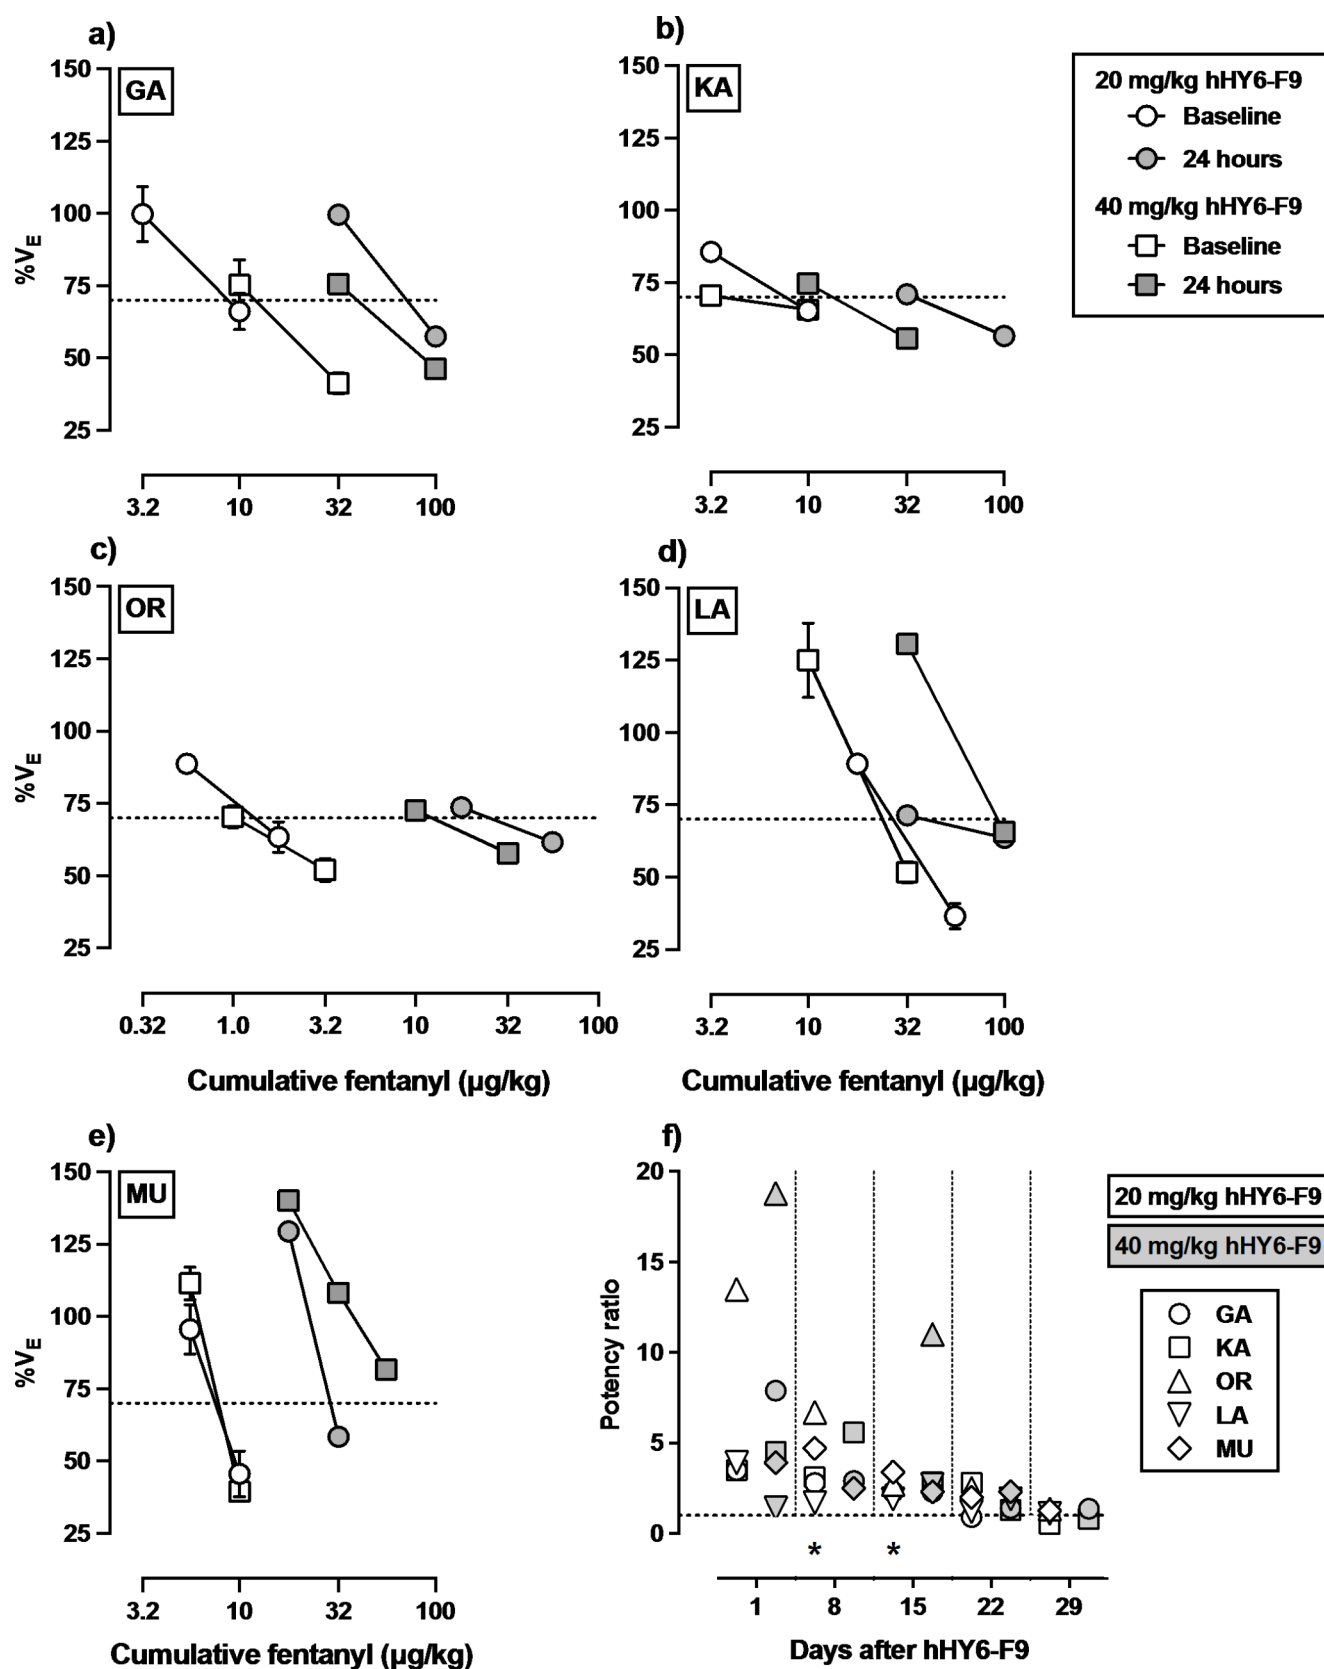 a)
b)
GA
KA
20 mg/kg hHY6-F9
Baseline
24 hours
40 mg/kg hHY6-F9
Baseline
24 hours
%VE
150
125
100
75
50
25
3.2 10 32 100
150
125
100
75
50
25
3.2 10 32 100
c)
d)
OR
LA
%VE
150
125
100
75
50
25
0.32 1.0 3.2 10 32 100
Cumulative fentanyl (µg/kg)
150
125
100
75
50
25
3.2 10 32 100
Cumulative fentanyl (µg/kg)
e)
f)
MU
%VE
150
125
100
75
50
25
3.2 10 32 100
Cumulative fentanyl (µg/kg)
Potency ratio
20
15
10
5
0
* *
1 8 15 22 29
Days after hHY6-F9
20 mg/kg hHY6-F9
40 mg/kg hHY6-F9
GA
KA
OR
LA
MU